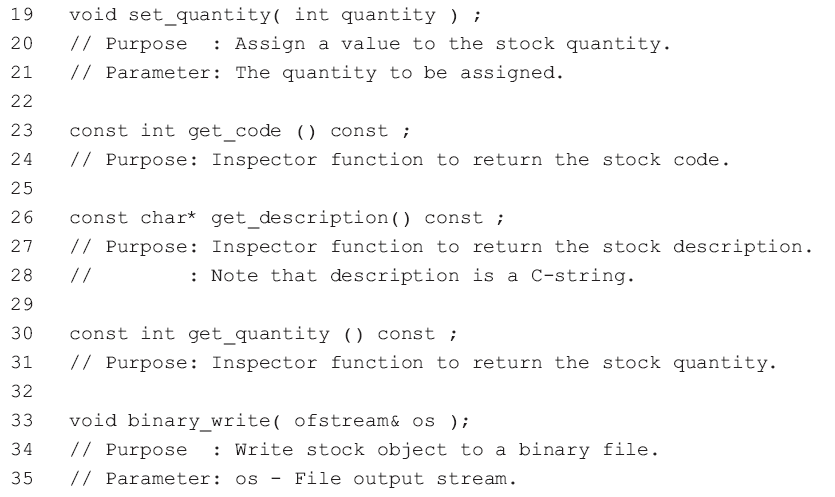 19   void set_quantity( int quantity ) ;
20   // Purpose  : Assign a value to the stock quantity.
21   // Parameter: The quantity to be assigned.
22
23   const int get_code () const ;
24   // Purpose: Inspector function to return the stock code.
25
26   const char* get_description() const ;
27   // Purpose: Inspector function to return the stock description.
28   //        : Note that description is a C-string.
29
30   const int get_quantity () const ;
31   // Purpose: Inspector function to return the stock quantity.
32
33   void binary_write( ofstream& os );
34   // Purpose  : Write stock object to a binary file.
35   // Parameter: os - File output stream.